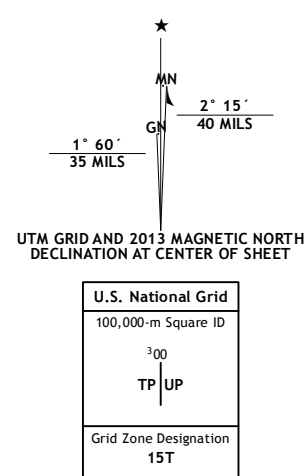 ★
MN
GN
2° 15´
40 MILS
1° 60´
35 MILS
UTM GRID AND 2013 MAGNETIC NORTH
DECLINATION AT CENTER OF SHEET
U.S. National Grid
100,000-m Square ID
³00
TP UP
Grid Zone Designation
15T